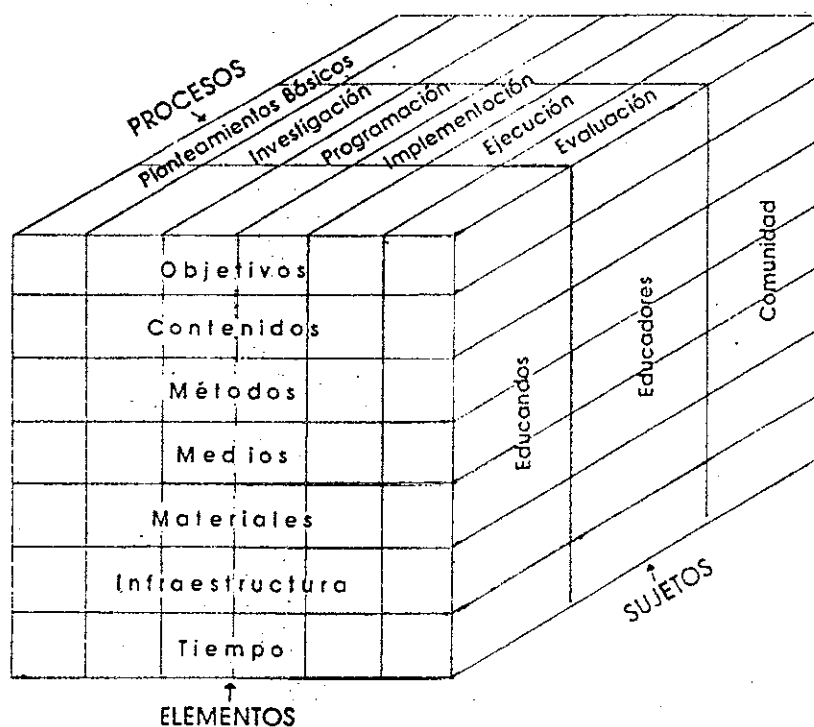 PROCESOS
Planteamientos Básicos
Investigación
Programación
Implementoción
Ejecución
Evaluación
Objetivos
Contenidos
Métodos
Medios
Materiales
Infraestructura
Tiempo
Educandos
Educadores
Comunidad
SUJETOS
ELEMENTOS